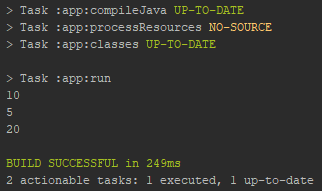 > Task :app:compileJava UP-TO-DATE
> Task :app:processResources NO-SOURCE
> Task :app:classes UP-TO-DATE
> Task :app:run
10
5
20
BUILD SUCCESSFUL in 249ms
2 actionable tasks: 1 executed, 1 up-to-date